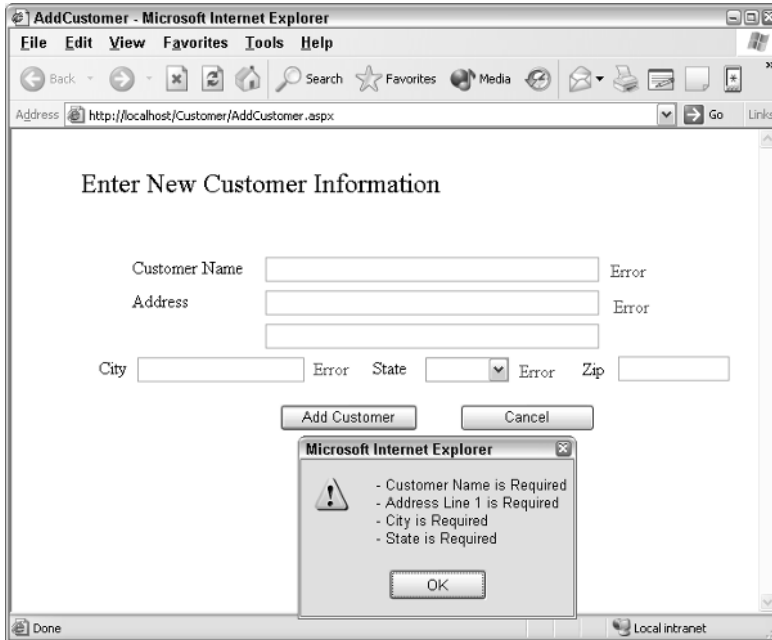 AddCustomer - Microsoft Internet Explorer
File Edit View Favorites Tools Help
Back Search Favorites Media »
Address http://localhost/Customer/AddCustomer.aspx Go Links
Enter New Customer Information
Customer Name Error
Address Error
City Error State Error Zip
Add Customer Cancel
Microsoft Internet Explorer
- Customer Name is Required
- Address Line 1 is Required
- City is Required
- State is Required
OK
Done Local intranet